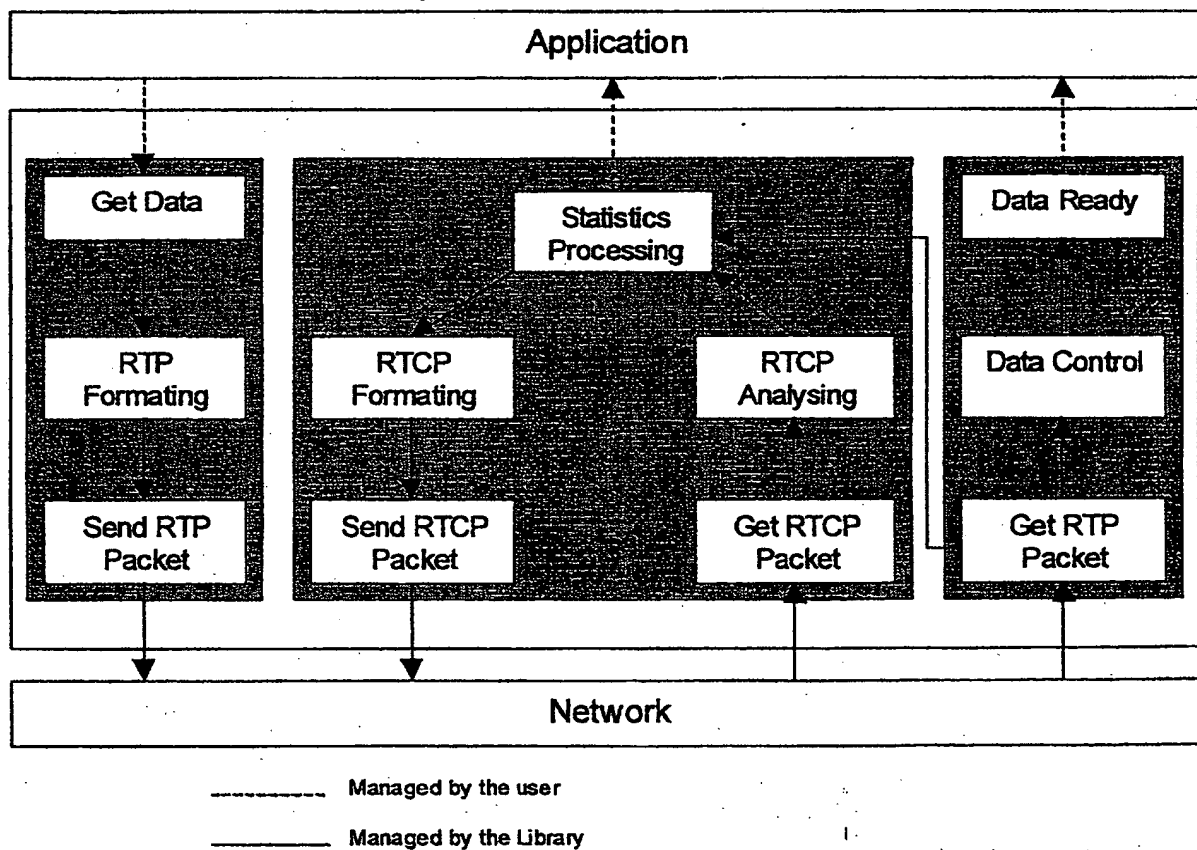 Application
Get Data
Statistics
Processing
Data Ready
RTP
Formating
RTCP
Formating
RTCP
Analysing
Data Control
Send RTP
Packet
Send RTCP
Packet
Get RTCP
Packet
Get RTP
Packet
Network
Managed by the user
Managed by the Library